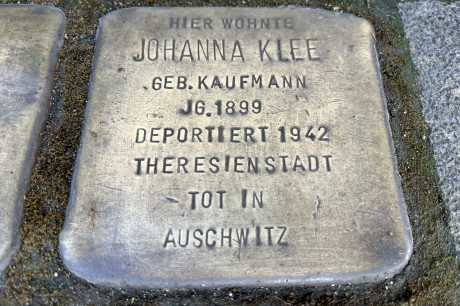 HIER WOHNTE
JOHANNA KLEE
GEB. KAUFMANN
JG. 1899
DEPORTIERT 1942
THERESIENSTADT
TOT IN
AUSCHWITZ